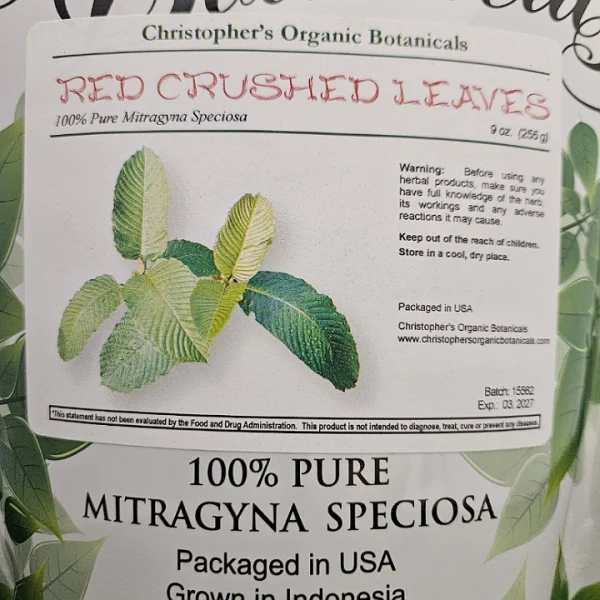 Christopher's Organic Botanicals
RED CRUSHED LEAVES
100% Pure Mitragyna Speciosa
9 oz. (255 g)
Warning: Before using any
herbal products, make sure you
have full knowledge of the herb,
its workings and any adverse
reactions it may cause.
Keep out of the reach of children.
Store in a cool, dry place.
Packaged in USA
Christopher's Organic Botanicals
www.christophersorganicbotanicals.com
Batch: 15562
Exp.: 03, 2027
*This statement has not been evaluated by the Food and Drug Administration. This product is not intended to diagnose, treat, cure or prevent any diseases.
100% PURE
MITRAGYNA SPECIOSA
Packaged in USA
Grown in Indonesia